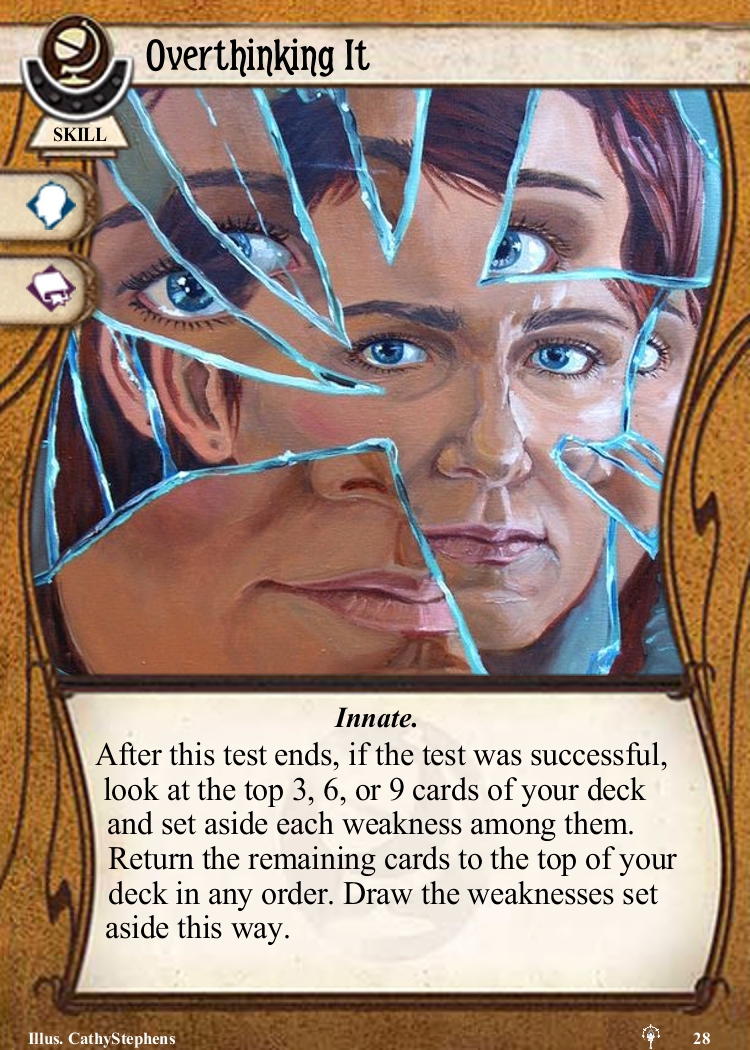 Overthinking It
SKILL
Innate.
After this test ends, if the test was successful,
look at the top 3, 6, or 9 cards of your deck
and set aside each weakness among them.
Return the remaining cards to the top of your
deck in any order. Draw the weaknesses set
aside this way.
Illus. CathyStephens
28